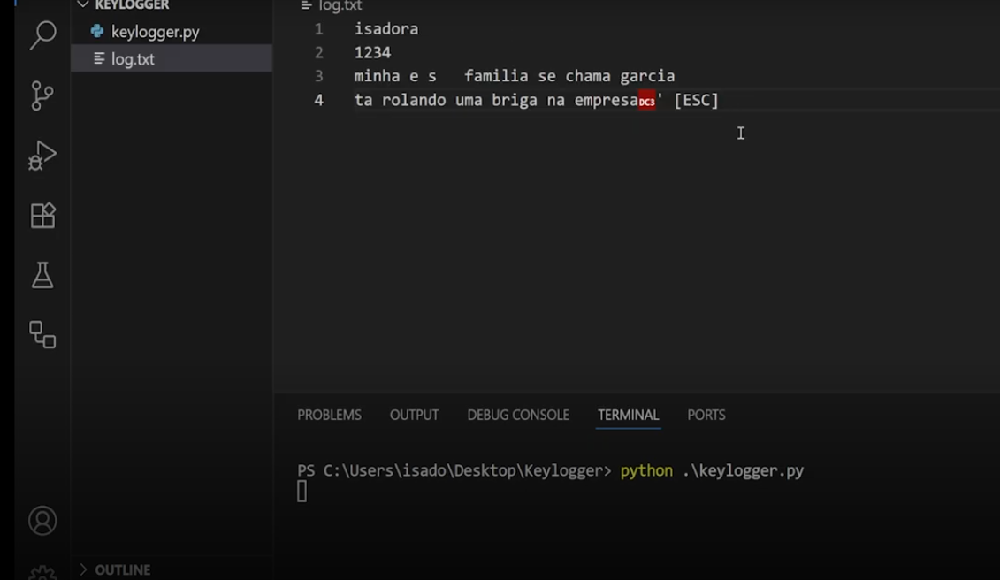 KEYLOGGER
keylogger.py
log.txt
log.txt
1 isadora
2 1234
3 minha e s   familia se chama garcia
4 ta rolando uma briga na empresaDC3' [ESC]
PROBLEMS OUTPUT DEBUG CONSOLE TERMINAL PORTS
PS C:\Users\isado\Desktop\Keylogger> python .\keylogger.py
OUTLINE